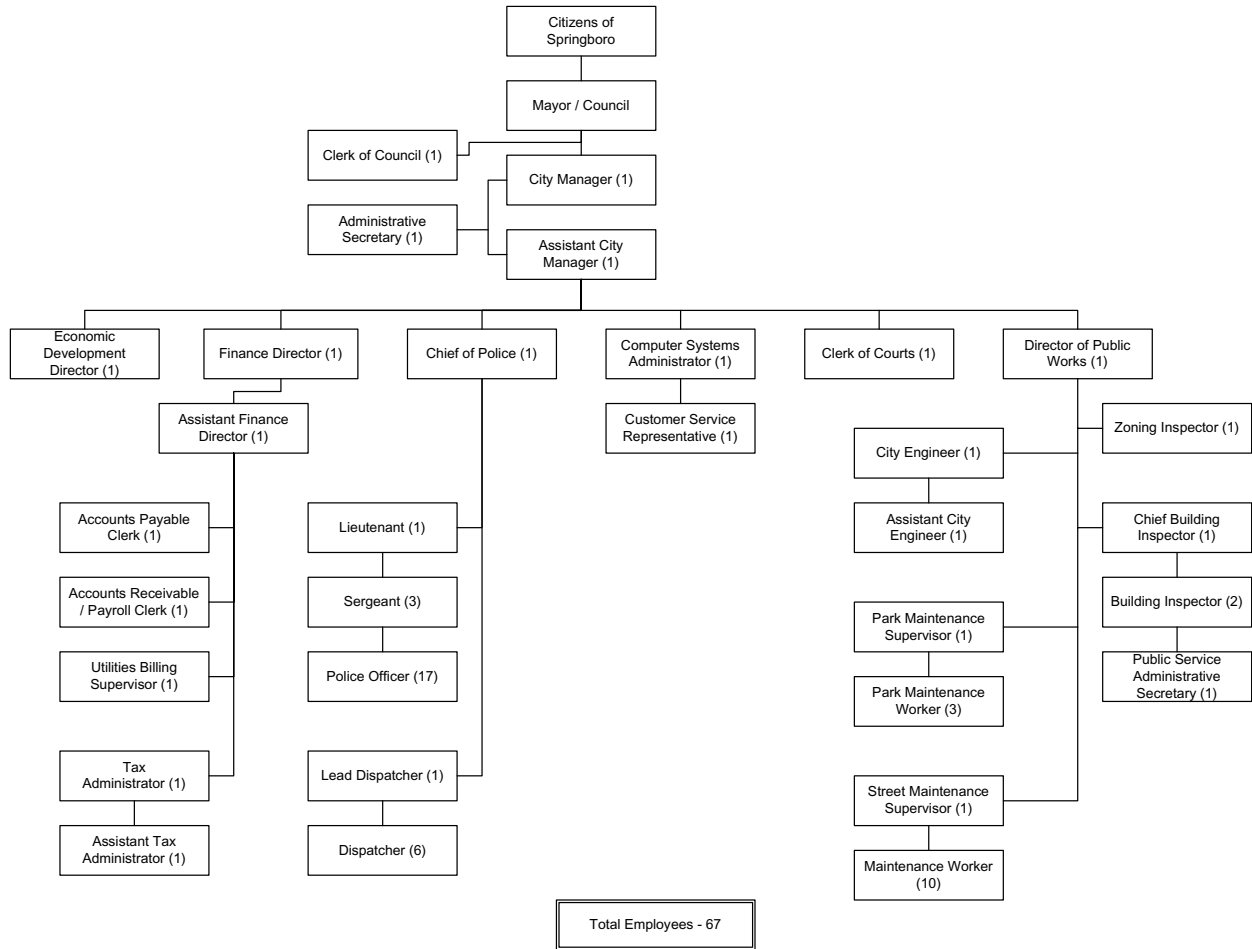 Citizens of
Springboro
Mayor / Council
Clerk of Council (1)
City Manager (1)
Administrative
Secretary (1)
Assistant City
Manager (1)
Economic
Development
Director (1)
Finance Director (1)
Chief of Police (1)
Computer Systems
Administrator (1)
Clerk of Courts (1)
Director of Public
Works (1)
Assistant Finance
Director (1)
Customer Service
Representative (1)
Zoning Inspector (1)
City Engineer (1)
Accounts Payable
Clerk (1)
Lieutenant (1)
Assistant City
Engineer (1)
Chief Building
Inspector (1)
Accounts Receivable
/ Payroll Clerk (1)
Sergeant (3)
Park Maintenance
Supervisor (1)
Building Inspector (2)
Utilities Billing
Supervisor (1)
Police Officer (17)
Park Maintenance
Worker (3)
Public Service
Administrative
Secretary (1)
Tax
Administrator (1)
Lead Dispatcher (1)
Street Maintenance
Supervisor (1)
Assistant Tax
Administrator (1)
Dispatcher (6)
Maintenance Worker
(10)
Total Employees - 67